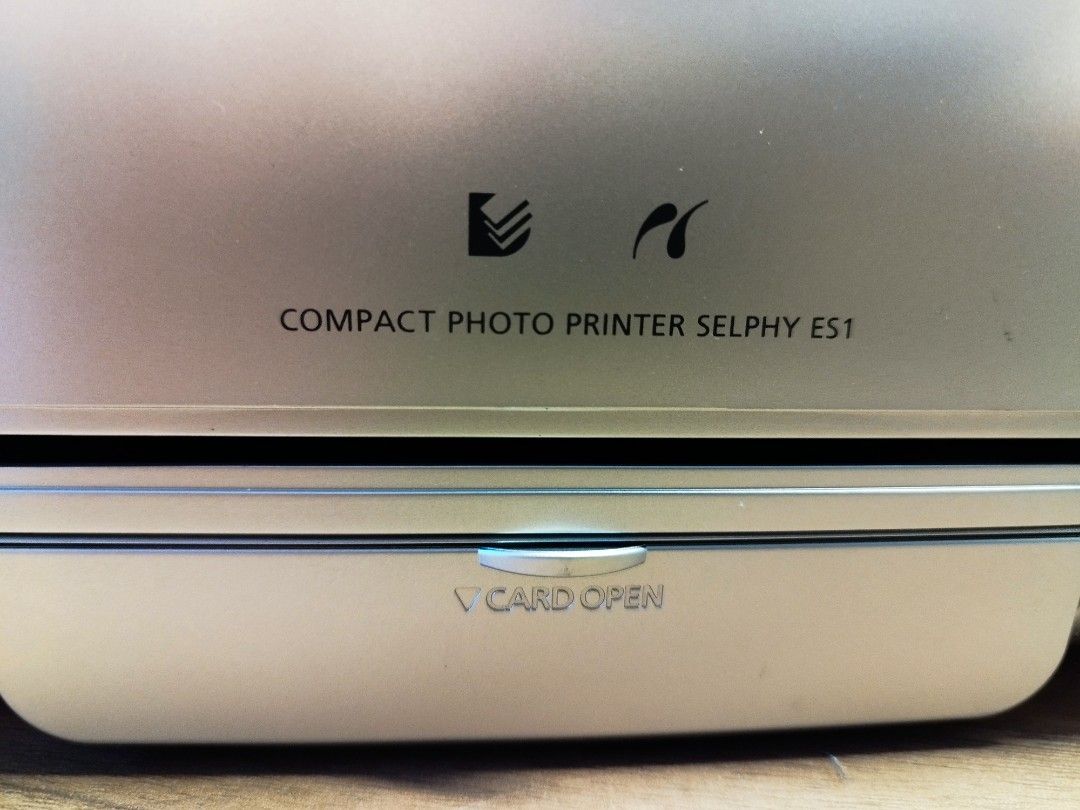 COMPACT PHOTO PRINTER SELPHY ES1
▽ CARD OPEN